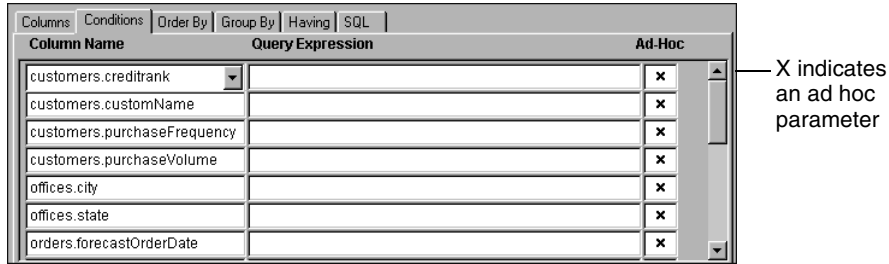 Columns Conditions Order By Group By Having SQL
Column Name Query Expression Ad-Hoc
customers.creditrank x
customers.customName x
customers.purchaseFrequency x
customers.purchaseVolume x
offices.city x
offices.state x
orders.forecastOrderDate x
X indicates
an ad hoc
parameter